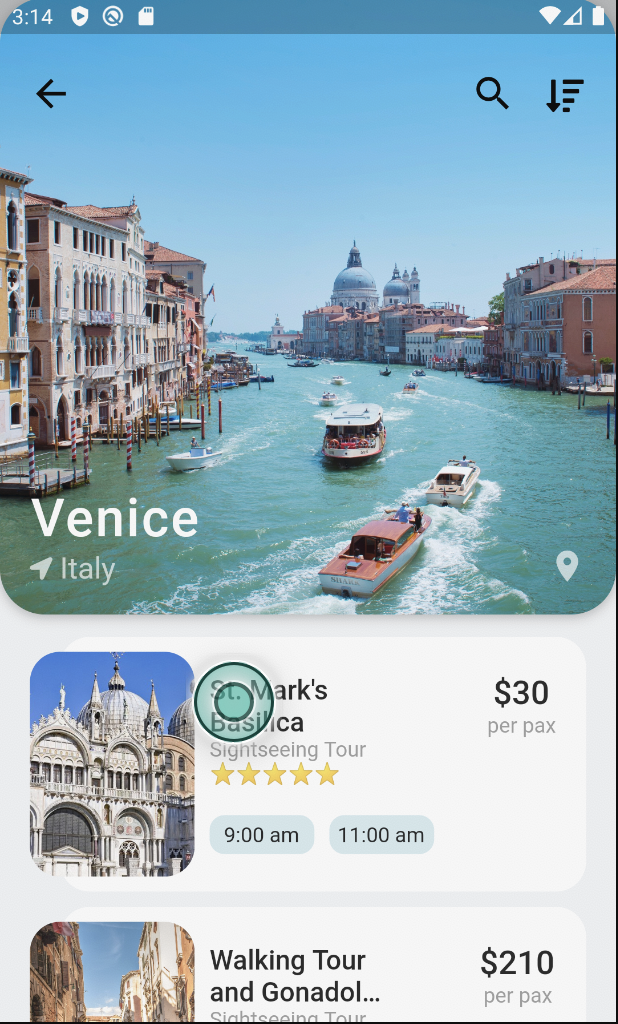 3:14
Venice
Italy
St. Mark's
Basilica
$30
per pax
Sightseeing Tour
9:00 am
11:00 am
Walking Tour
and Gonadol...
$210
per pax
Sightseeing Tour